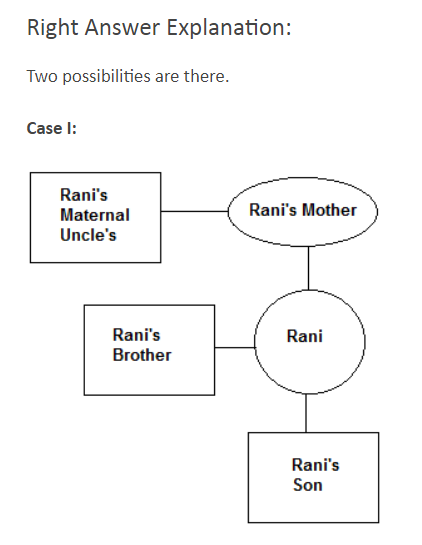 Right Answer Explanation:
Two possibilities are there.
Case I:
Rani's
Maternal
Uncle's
Rani's Mother
Rani's
Brother
Rani
Rani's
Son